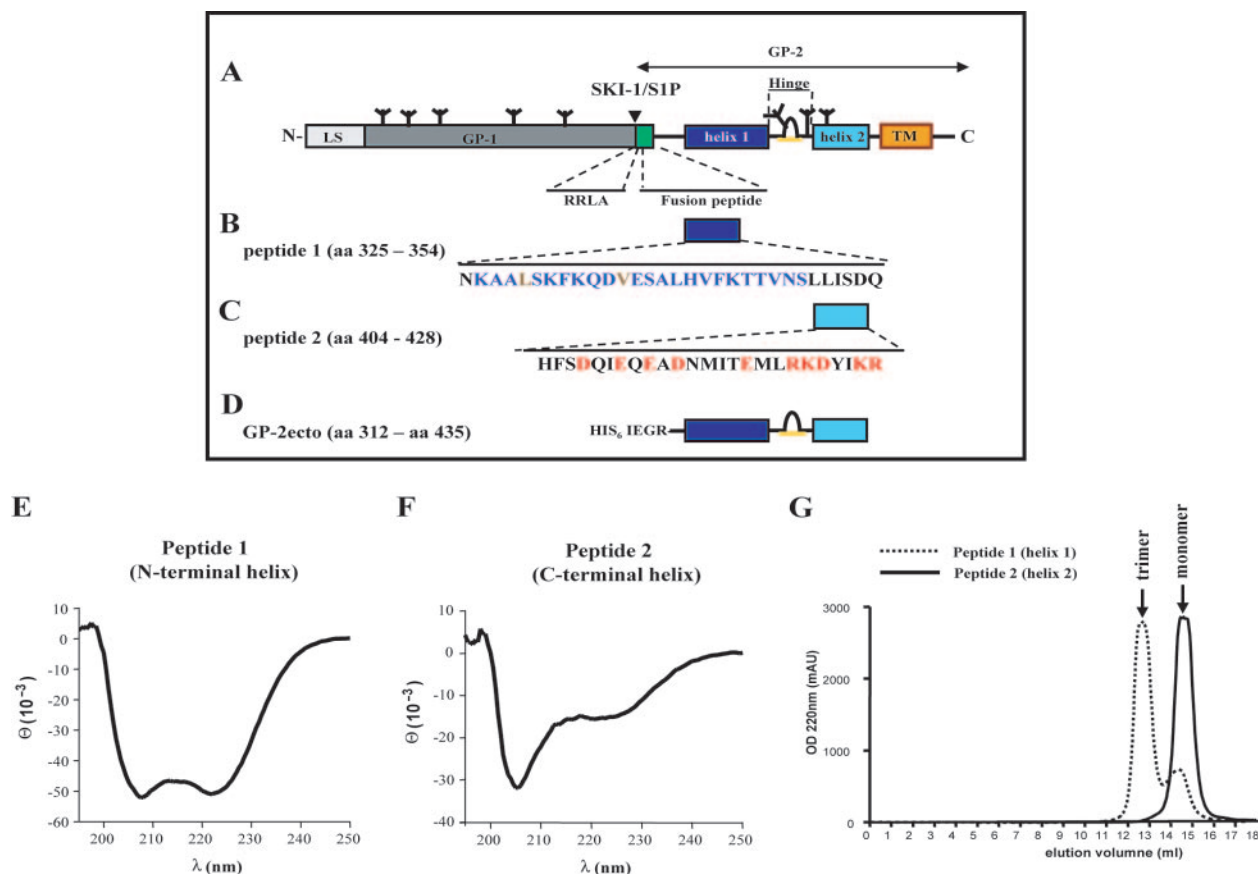 A
GP-2
SKI-1/S1P
Hinge
N-
LS
GP-1
helix 1
helix 2
TM
C
RRLA
Fusion peptide
B
peptide 1 (aa 325 – 354)
NKAALSKFKQDVESALHVFKTTVNSLLISDQ
C
peptide 2 (aa 404 - 428)
HFSDQIEQEADNMITEMLRKDYIKR
D
GP-2ecto (aa 312 – aa 435)
HIS6 IEGR
E
Peptide 1
(N-terminal helix)
10
0
-10
-20
-30
-40
-50
-60
Θ (10⁻³)
200
210
220
230
240
250
λ (nm)
F
Peptide 2
(C-terminal helix)
10
0
-10
-20
-30
-40
Θ (10⁻³)
200
210
220
230
240
250
λ (nm)
G
Peptide 1 (helix 1)
Peptide 2 (helix 2)
trimer
monomer
3000
2000
1000
0
OD 220nm (mAU)
0 1 2 3 4 5 6 7 8 9 10 11 12 13 14 15 16 17 18
elution volumne (ml)